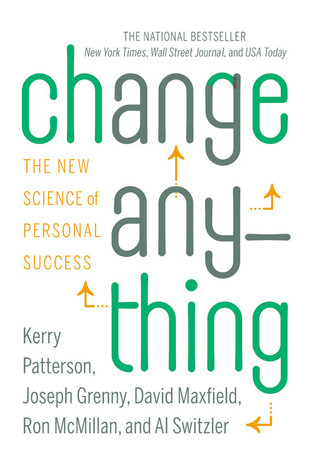 THE NATIONAL BESTSELLER
New York Times, Wall Street Journal, and USA Today
change
any—
thing
THE NEW
SCIENCE of
PERSONAL
SUCCESS
Kerry
Patterson,
Joseph Grenny, David Maxfield,
Ron McMillan, and Al Switzler